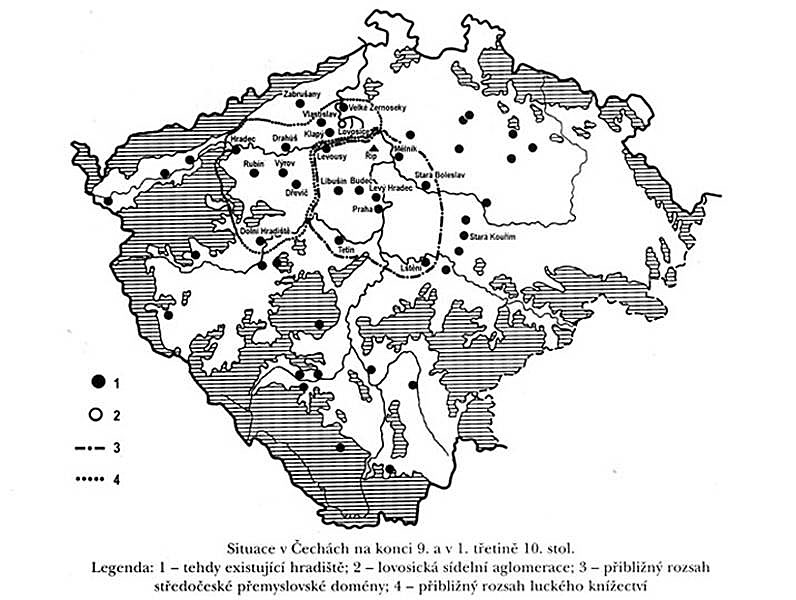 Zabrušany
Velké Žernoseky
Vlastislav
Klapý
Lovosice
Hradec
Drahúš
Levousy
Říp
Mělník
Rubín
Výrov
Stará Boleslav
Libušín
Budeč
Dřevíč
Levý Hradec
Praha
Dolní Hradiště
Stará Kouřim
Tetín
Lštění
1
2
3
4
Situace v Čechách na konci 9. a v 1. třetině 10. stol.
Legenda: 1 – tehdy existující hradiště; 2 – lovosická sídelní aglomerace; 3 – přibližný rozsah
středočeské přemyslovské domény; 4 – přibližný rozsah luckého knížectví